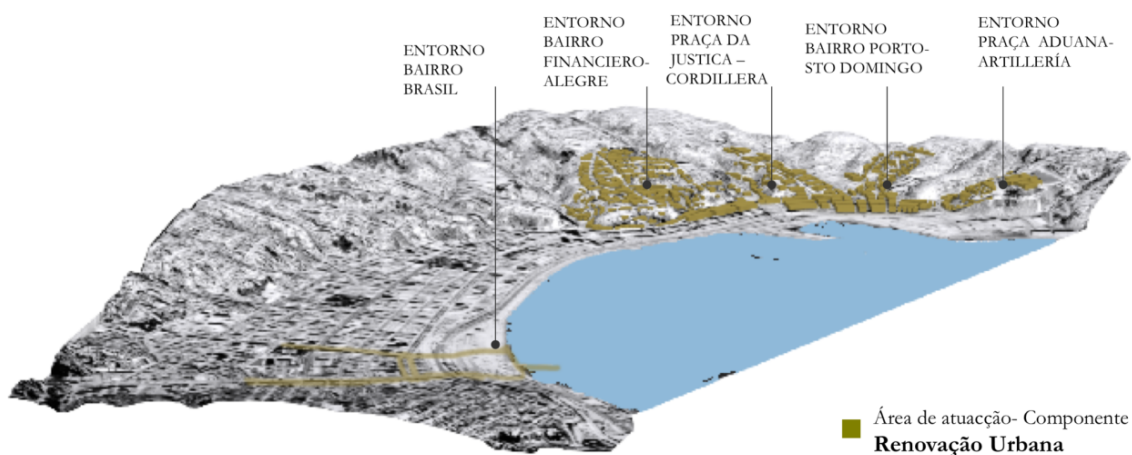 ENTORNO
BAIRRO
BRASIL
ENTORNO
BAIRRO
FINANCIERO-
ALEGRE
ENTORNO
PRAÇA DA
JUSTICA –
CORDILLERA
ENTORNO
BAIRRO PORTO-
STO DOMINGO
ENTORNO
PRAÇA ADUANA-
ARTILLERÍA
Área de atuacção- Componente
Renovação Urbana